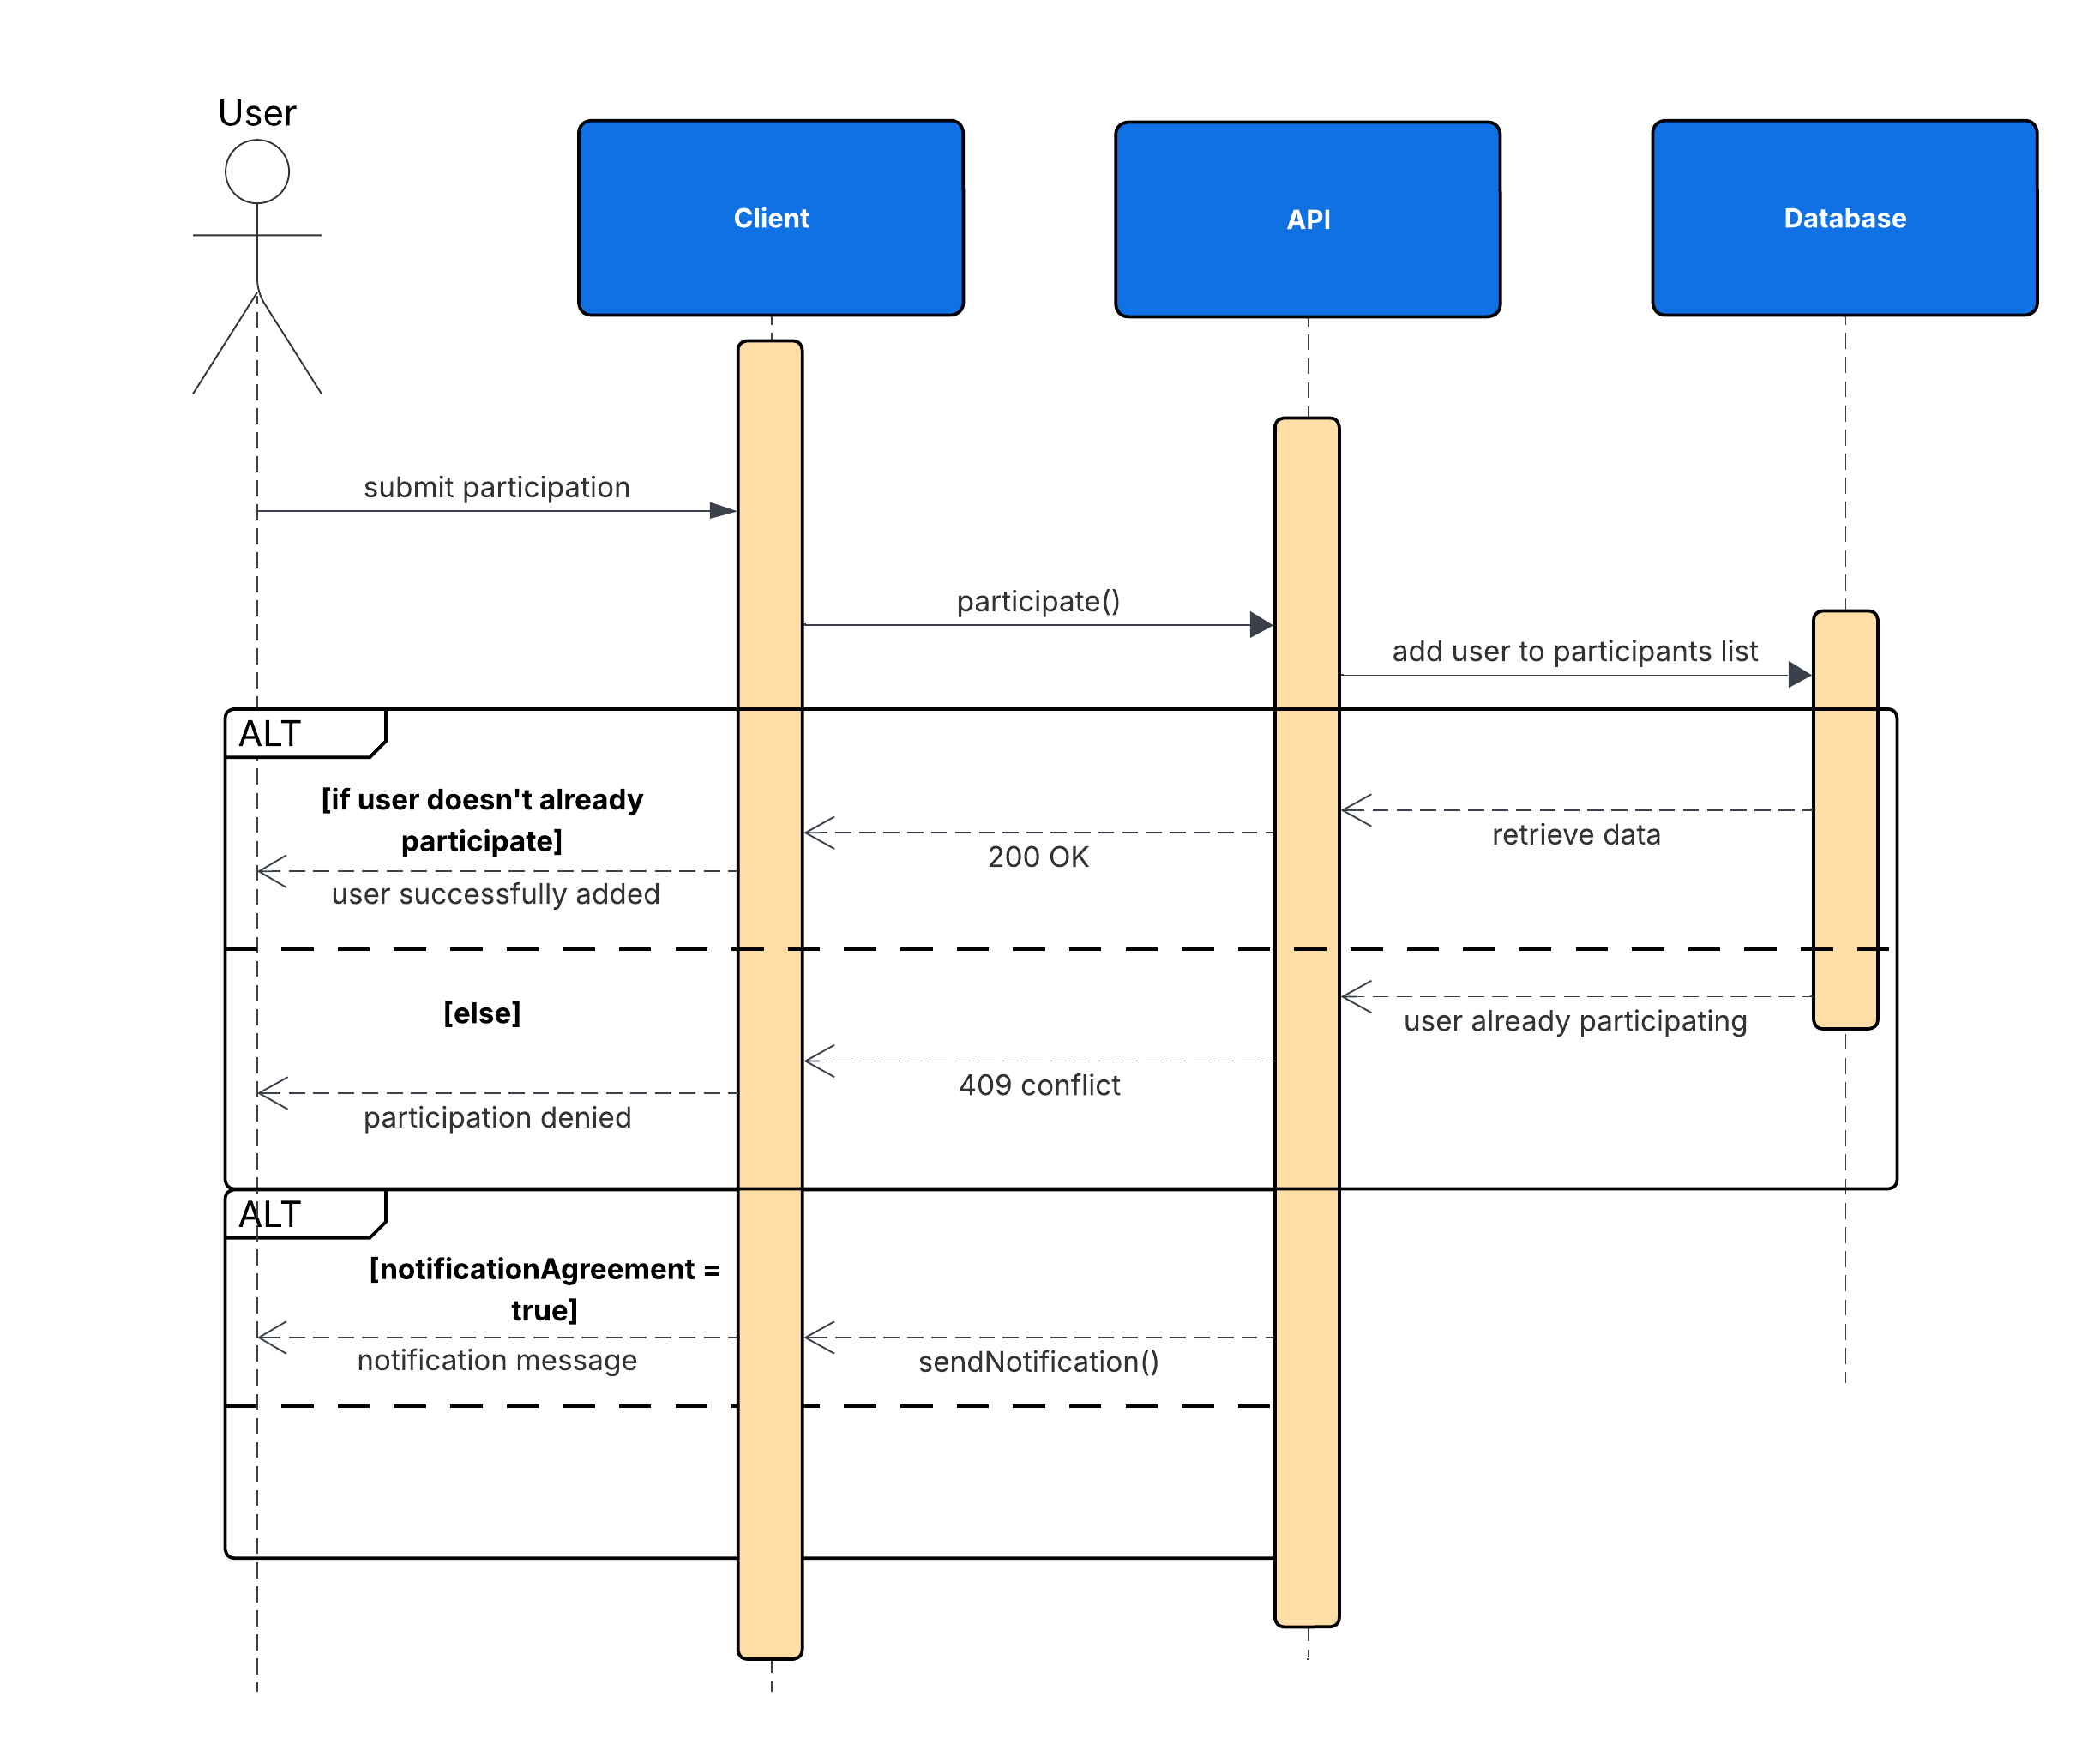 User
Client
API
Database
submit participation
participate()
add user to participants list
ALT
[if user doesn't already
participate]
retrieve data
200 OK
user successfully added
[else]
user already participating
409 conflict
participation denied
ALT
[notificationAgreement =
true]
notification message
sendNotification()